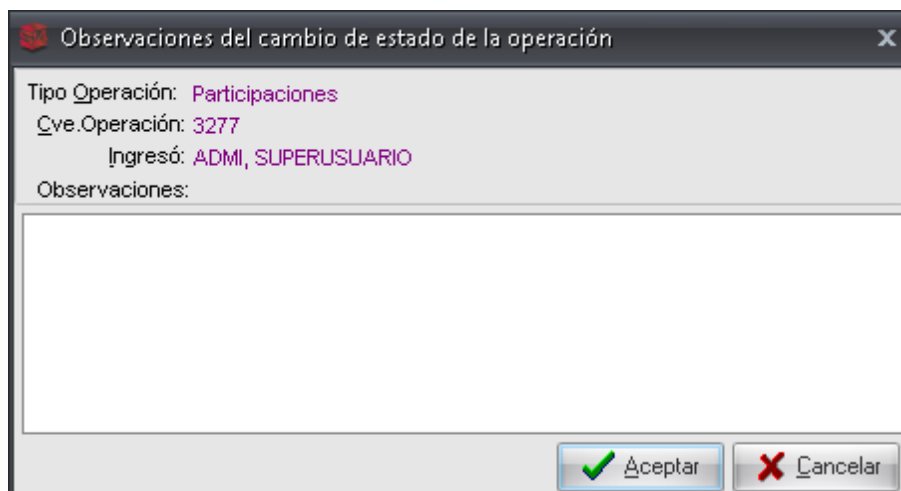 Observaciones del cambio de estado de la operación
Tipo Operación: Participaciones
Cve.Operación: 3277
Ingresó: ADMI, SUPERUSUARIO
Observaciones:
Aceptar Cancelar